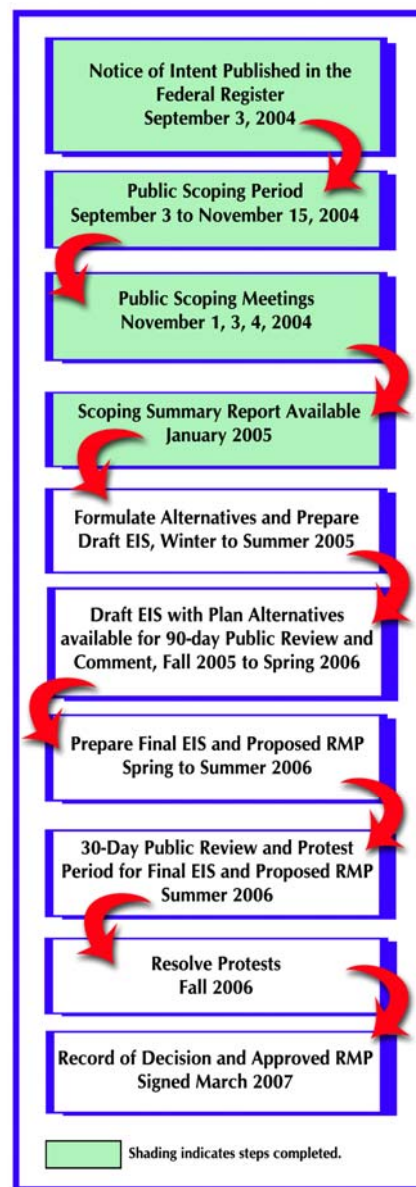 Notice of Intent Published in the
Federal Register
September 3, 2004
Public Scoping Period
September 3 to November 15, 2004
Public Scoping Meetings
November 1, 3, 4, 2004
Scoping Summary Report Available
January 2005
Formulate Alternatives and Prepare
Draft EIS, Winter to Summer 2005
Draft EIS with Plan Alternatives
available for 90-day Public Review and
Comment, Fall 2005 to Spring 2006
Prepare Final EIS and Proposed RMP
Spring to Summer 2006
30-Day Public Review and Protest
Period for Final EIS and Proposed RMP
Summer 2006
Resolve Protests
Fall 2006
Record of Decision and Approved RMP
Signed March 2007
Shading indicates steps completed.